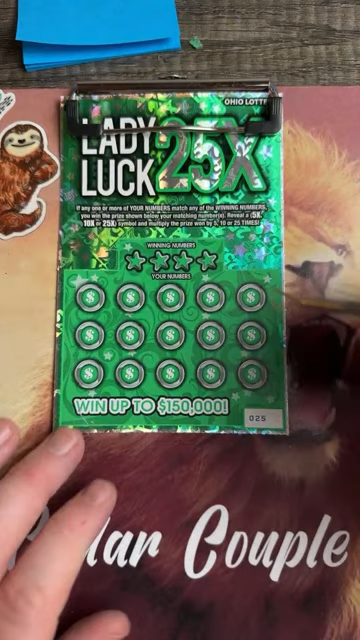 OHIO LOTT
LADY
LUCK 25X
If any one or more of YOUR NUMBERS match any of the WINNING NUMBERS,
you win the prize shown below your matching number(s). Reveal a (5X,
10X or 25X) symbol and multiply the prize won by 5, 10 or 25 TIMES!
WINNING NUMBERS
YOUR NUMBERS
$ $ $ $ $
$ $ $ $ $
$ $ $ $ $
WIN UP TO $150,000!
025
lar Couple